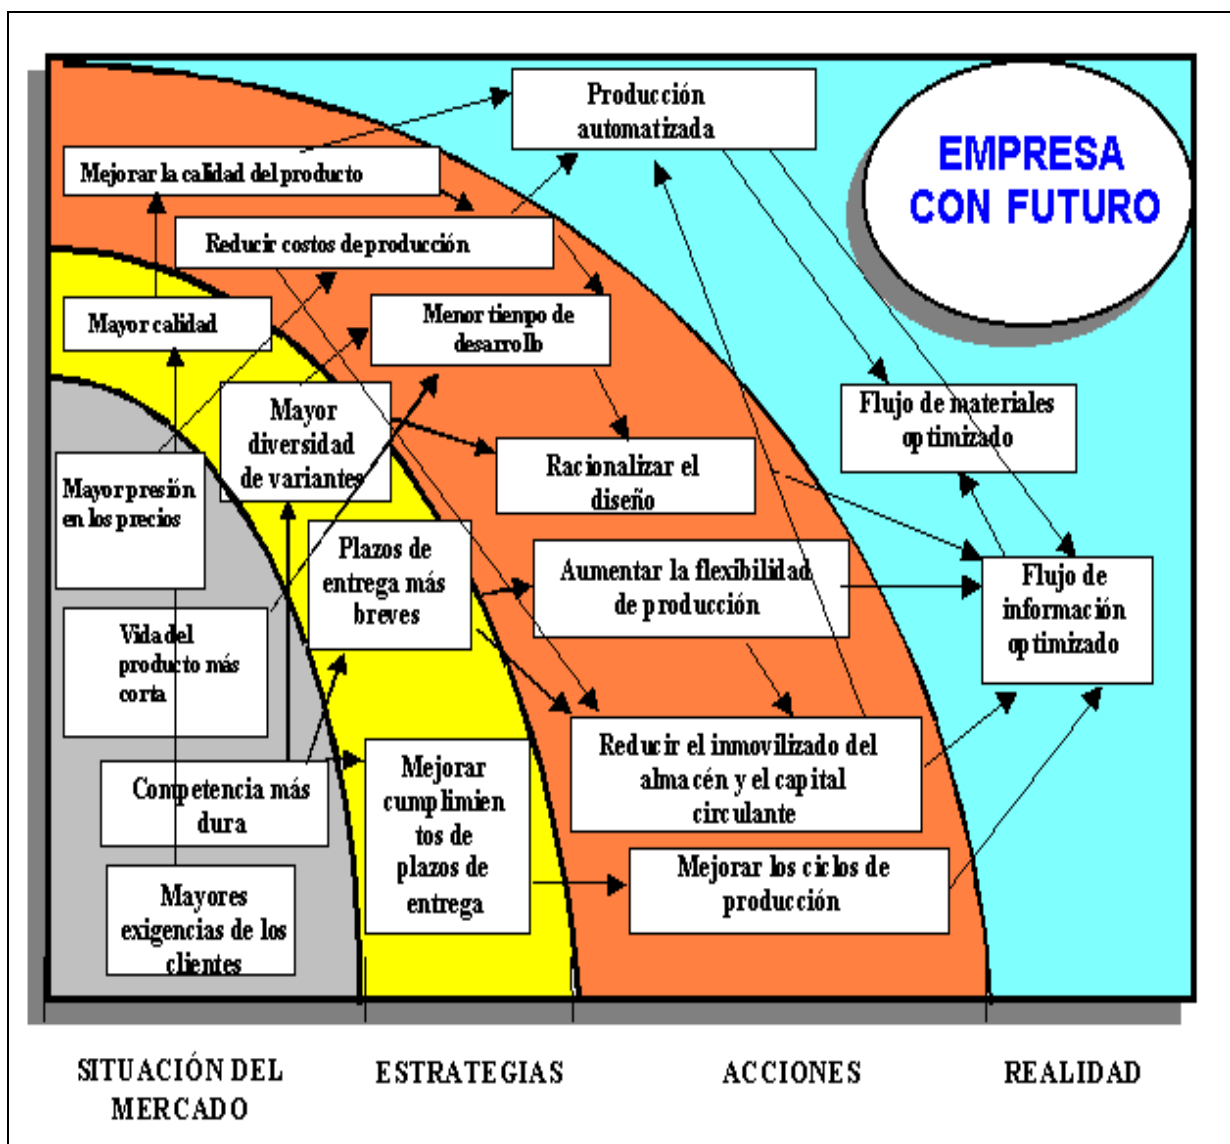 Producción
automatizada
EMPRESA
CON FUTURO
Mejorar la calidad del producto
Reducir costos de producción
Mayor calidad
Menor tiempo de
desarrollo
Mayor
diversidad
de variantes
Flujo de materiales
optimizado
Mayor presión
en los precios
Racionalizar el
diseño
Plazos de
entrega más
breves
Aumentar la flexibilidad
de producción
Flujo de
información
optimizado
Vida del
producto más
corta
Competencia más
dura
Mejorar
cumplimien
tos de
plazos de
entrega
Reducir el inmovilizado del
almacén y el capital
circulante
Mayores
exigencias de los
clientes
Mejorar los ciclos de
producción
SITUACIÓN DEL
MERCADO
ESTRATEGIAS
ACCIONES
REALIDAD